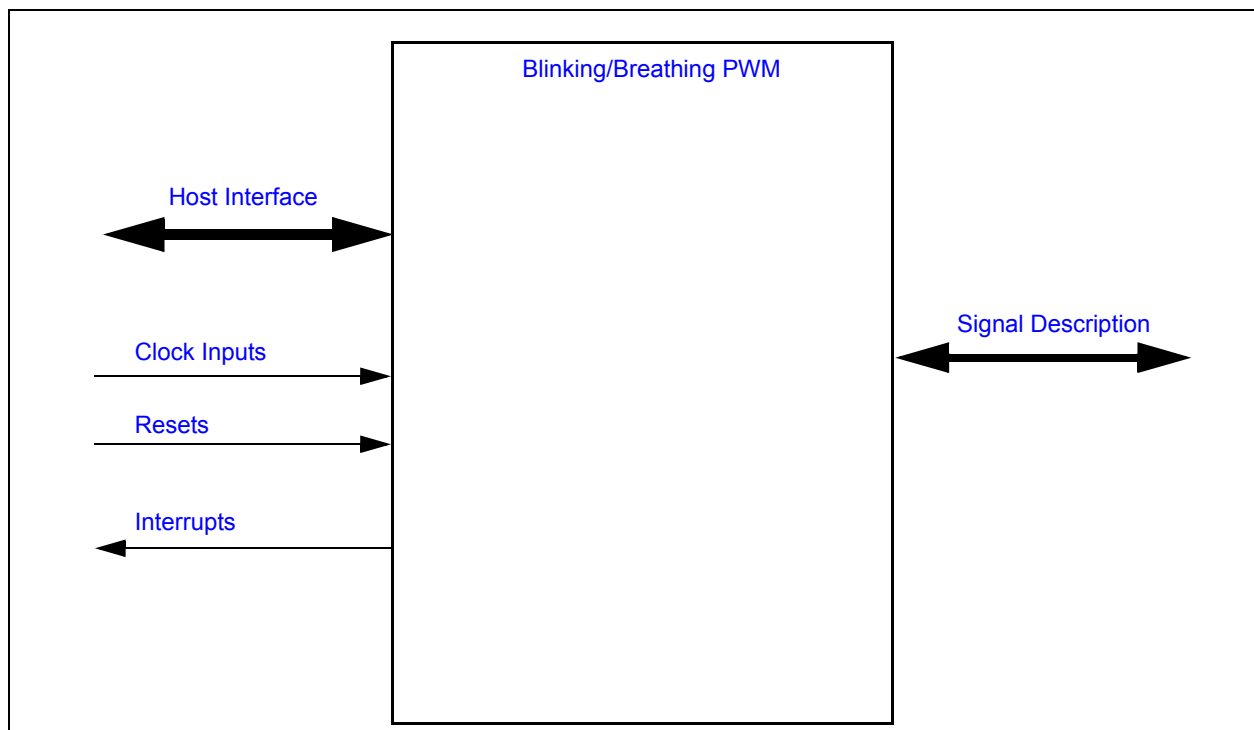 Blinking/Breathing PWM
Host Interface
Signal Description
Clock Inputs
Resets
Interrupts